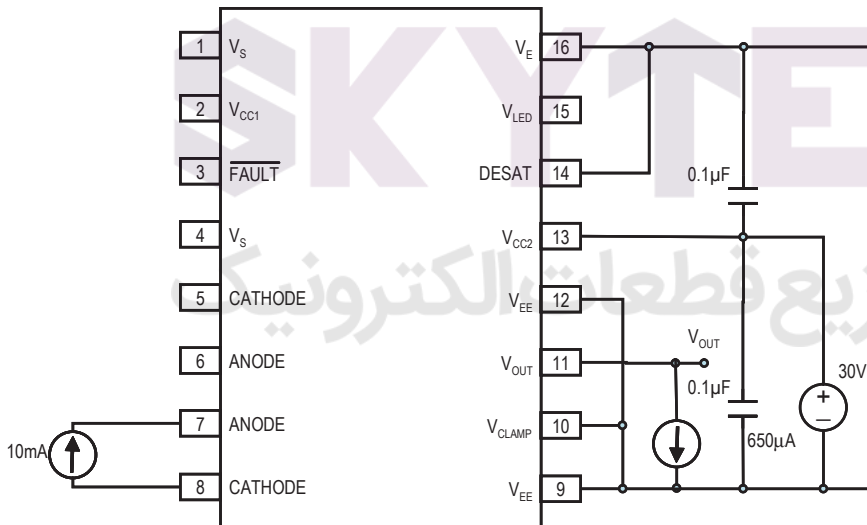 SKYTE
یع قطعات الکترونیک
1 V_S
2 V_CC1
3 FAULT
4 V_S
5 CATHODE
6 ANODE
7 ANODE
8 CATHODE
10mA
V_E 16
V_LED 15
DESAT 14
V_CC2 13
V_EE 12
V_OUT 11
V_CLAMP 10
V_EE 9
0.1µF
V_OUT
0.1µF
30V
+
—
650µA